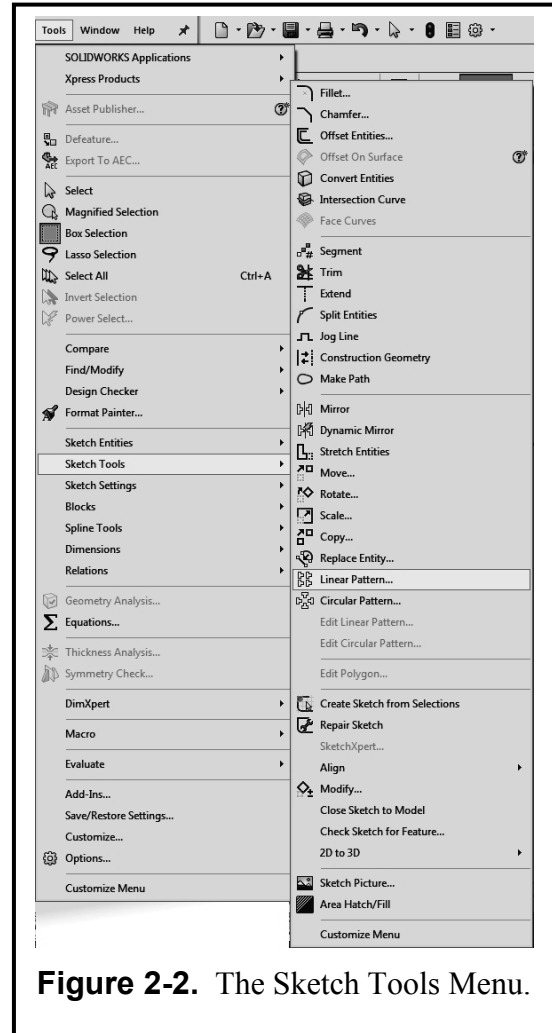 Tools Window Help
SOLIDWORKS Applications
Xpress Products
Asset Publisher...
Defeature...
Export To AEC...
Select
Magnified Selection
Box Selection
Lasso Selection
Select All Ctrl+A
Invert Selection
Power Select...
Compare
Find/Modify
Design Checker
Format Painter...
Sketch Entities
Sketch Tools
Sketch Settings
Blocks
Spline Tools
Dimensions
Relations
Geometry Analysis...
Equations...
Thickness Analysis...
Symmetry Check...
DimXpert
Macro
Evaluate
Add-Ins...
Save/Restore Settings...
Customize...
Options...
Customize Menu
Fillet...
Chamfer...
Offset Entities...
Offset On Surface
Convert Entities
Intersection Curve
Face Curves
Segment
Trim
Extend
Split Entities
Jog Line
Construction Geometry
Make Path
Mirror
Dynamic Mirror
Stretch Entities
Move...
Rotate...
Scale...
Copy...
Replace Entity...
Linear Pattern...
Circular Pattern...
Edit Linear Pattern...
Edit Circular Pattern...
Edit Polygon...
Create Sketch from Selections
Repair Sketch
SketchXpert...
Align
Modify...
Close Sketch to Model
Check Sketch for Feature...
2D to 3D
Sketch Picture...
Area Hatch/Fill
Customize Menu
Figure 2-2. The Sketch Tools Menu.